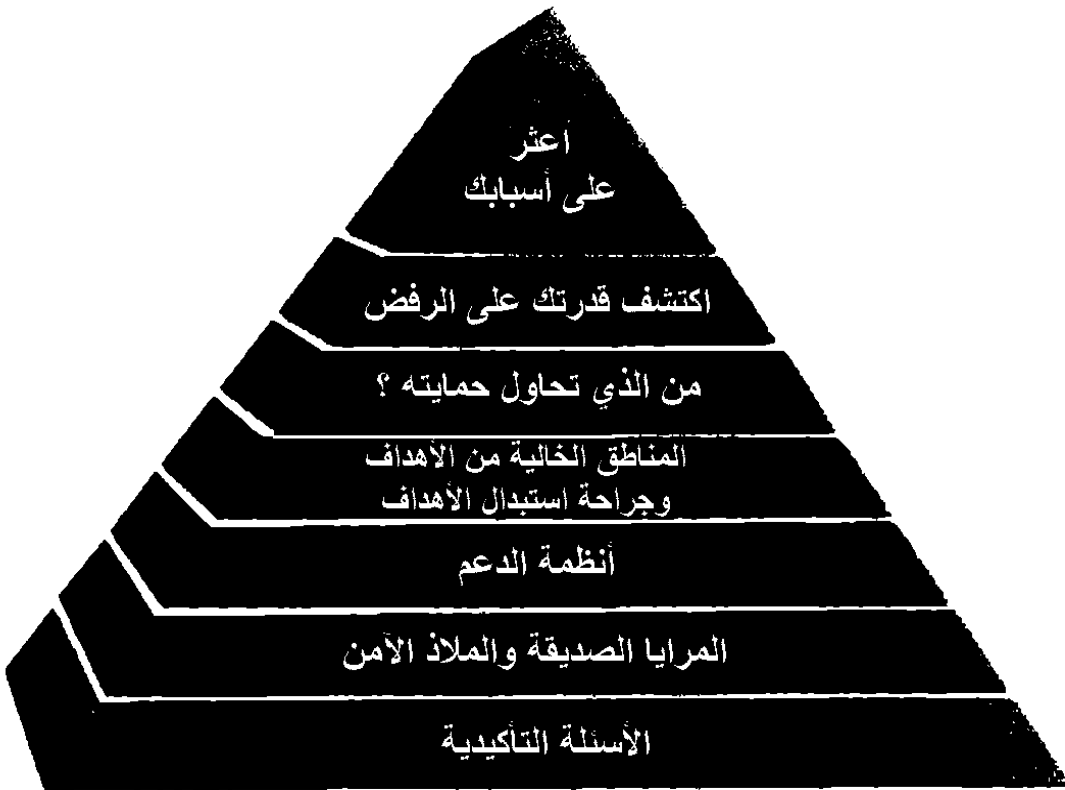 أعثر
على أسبابك
اكتشف قدرتك على الرفض
من الذي تحاول حمايته ؟
المناطق الخالية من الأهداف
وجراحة استبدال الأهداف
أنظمة الدعم
المرايا الصديقة والملاذ الآمن
الأسئلة التأكيدية